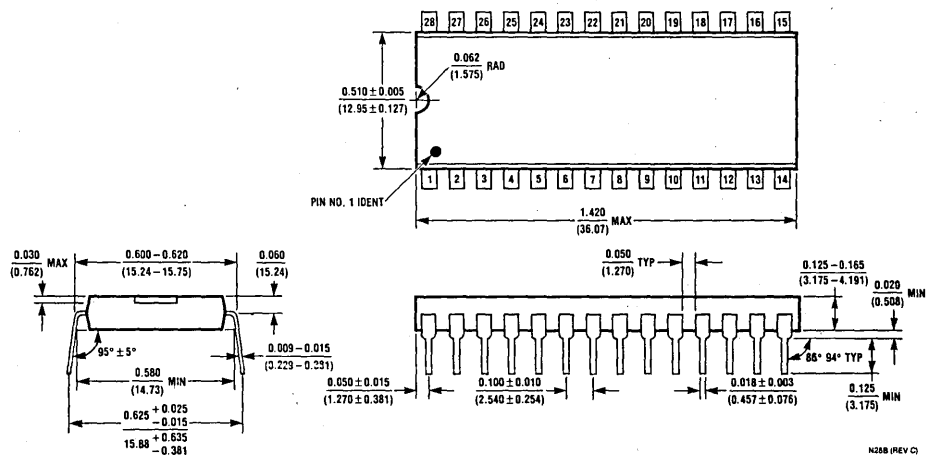 28 27 26 25 24 23 22 21 20 19 18 17 16 15
0.062
(1.575) RAD
0.510 ± 0.005
(12.95 ± 0.127)
PIN NO. 1 IDENT
1 2 3 4 5 6 7 8 9 10 11 12 13 14
1.420
(36.07) MAX
0.030
(0.762) MAX
0.600 – 0.620
(15.24 – 15.75)
0.060
(15.24)
95° ± 5°
0.580
(14.73) MIN
0.009 – 0.015
(0.229 – 0.231)
0.625 + 0.025
– 0.015
15.88 + 0.635
– 0.381
0.050
(1.270) TYP
0.125 – 0.165
(3.175 – 4.191)
0.020
(0.508) MIN
86° 94° TYP
0.050 ± 0.015
(1.270 ± 0.381)
0.100 ± 0.010
(2.540 ± 0.254)
0.018 ± 0.003
(0.457 ± 0.076)
0.125
(3.175) MIN
N28B (REV C)